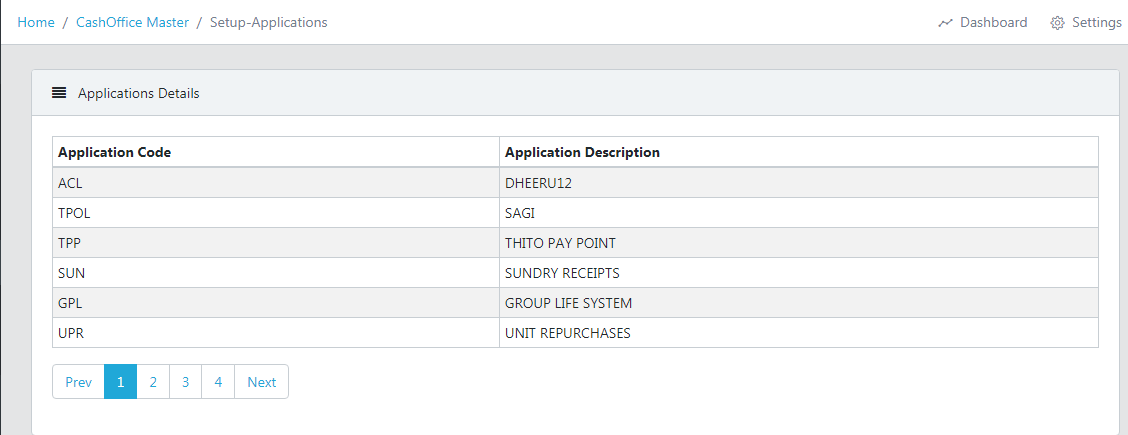 Home / CashOffice Master / Setup-Applications Dashboard Settings
Applications Details
Application Code Application Description
ACL DHEERU12
TPOL SAGI
TPP THITO PAY POINT
SUN SUNDRY RECEIPTS
GPL GROUP LIFE SYSTEM
UPR UNIT REPURCHASES
Prev 1 2 3 4 Next